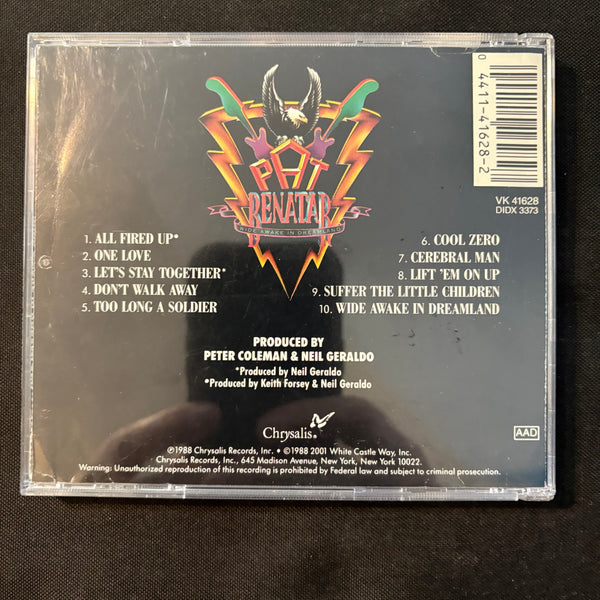 PAT
BENATAR
WIDE AWAKE IN DREAMLAND
0 4411-41628-2
VK 41628
DIDX 3373
1. ALL FIRED UP*
2. ONE LOVE
3. LET'S STAY TOGETHER*
4. DON'T WALK AWAY
5. TOO LONG A SOLDIER
6. COOL ZERO
7. CEREBRAL MAN
8. LIFT 'EM ON UP
9. SUFFER THE LITTLE CHILDREN
10. WIDE AWAKE IN DREAMLAND
PRODUCED BY
PETER COLEMAN & NEIL GERALDO
*Produced by Neil Geraldo
•Produced by Keith Forsey & Neil Geraldo
Chrysalis®
AAD
℗1988 Chrysalis Records, Inc. • ©1988 2001 White Castle Way, Inc.
Chrysalis Records, Inc., 645 Madison Avenue, New York, New York 10022.
Warning: Unauthorized reproduction of this recording is prohibited by Federal law and subject to criminal prosecution.